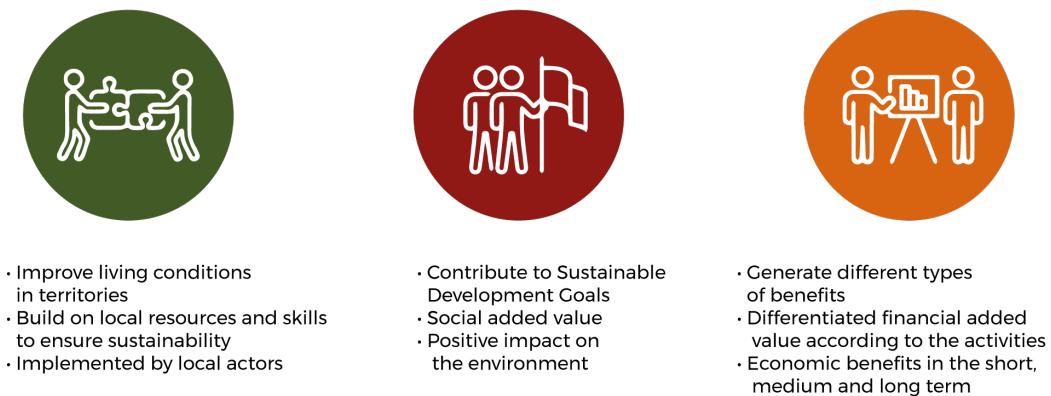 • Improve living conditions
in territories
• Build on local resources and skills
to ensure sustainability
• Implemented by local actors
• Contribute to Sustainable
Development Goals
• Social added value
• Positive impact on
the environment
• Generate different types
of benefits
• Differentiated financial added
value according to the activities
• Economic benefits in the short,
medium and long term